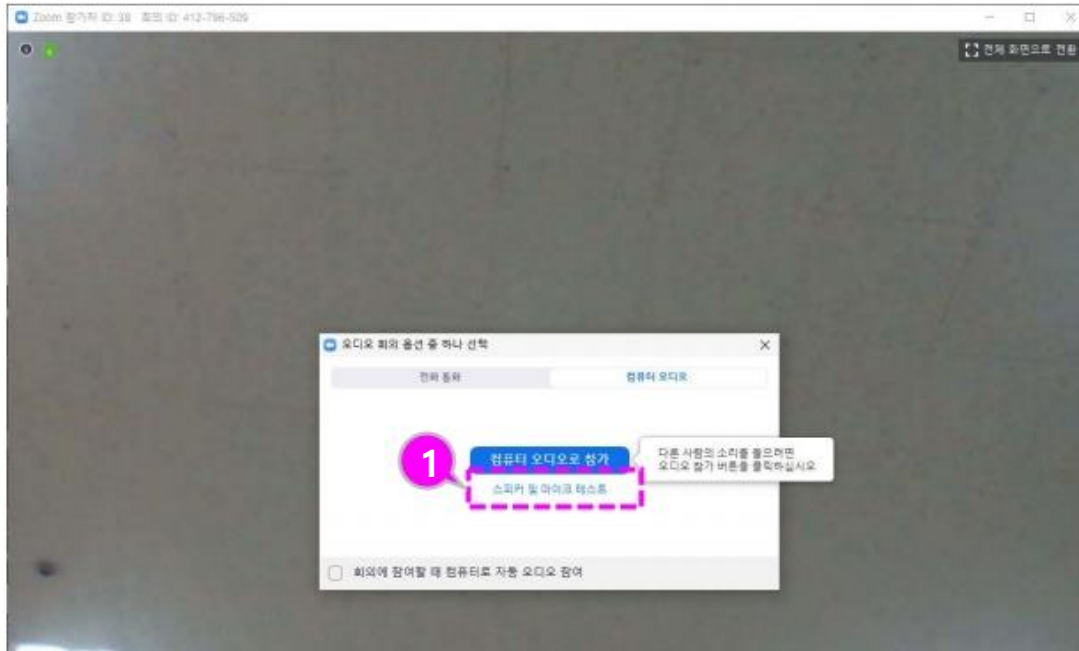 Zoom 참가자 ID: 38 회의 ID: 412-796-509
전체 화면으로 전환
오디오 회의 옵션 중 하나 선택
전화 통화
컴퓨터 오디오
1
컴퓨터 오디오로 참가
다른 사람의 소리를 들으려면
오디오 참가 버튼을 클릭하십시오
스피커 및 마이크 테스트
회의에 참여할 때 컴퓨터로 자동 오디오 참여